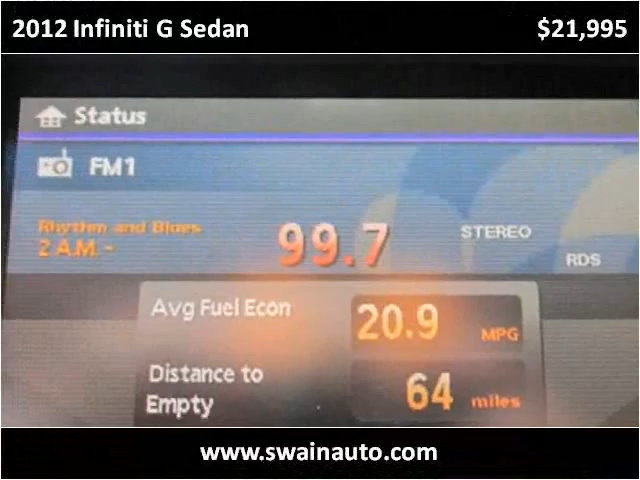 2012 Infiniti G Sedan $21,995
Status
FM1
Rhythm and Blues
2 A.M. -
99.7
STEREO
RDS
Avg Fuel Econ 20.9 MPG
Distance to
Empty 64 miles
www.swainauto.com